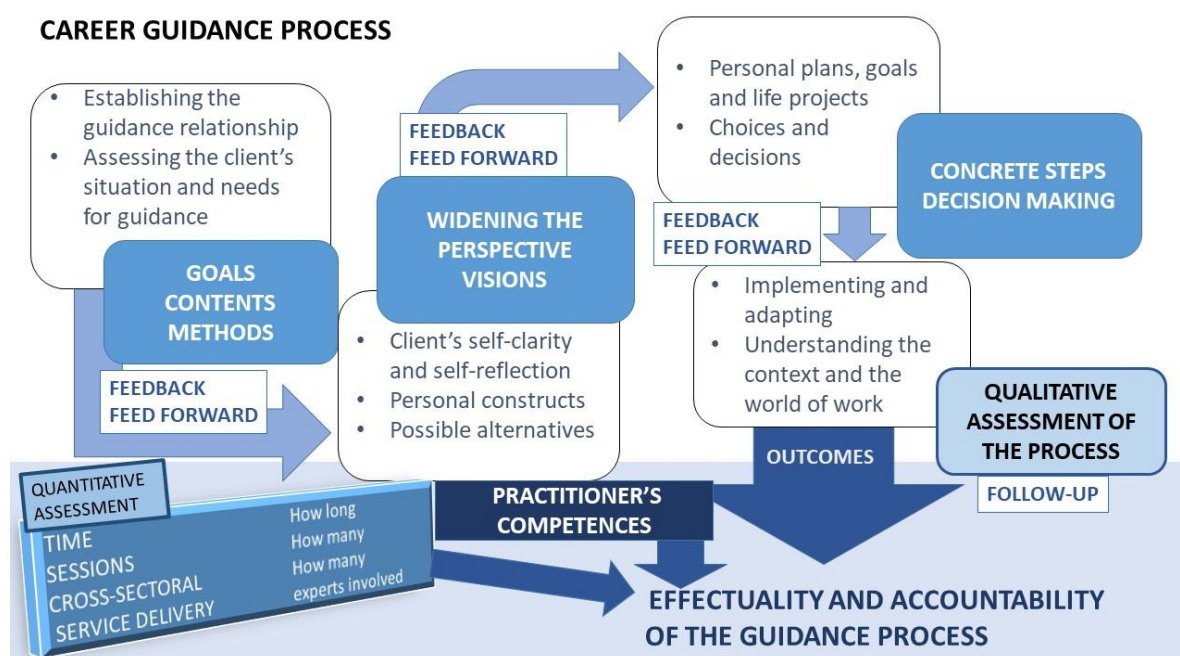 CAREER GUIDANCE PROCESS
• Establishing the
guidance relationship
• Assessing the client's
situation and needs
for guidance
GOALS
CONTENTS
METHODS
FEEDBACK
FEED FORWARD
FEEDBACK
FEED FORWARD
WIDENING THE
PERSPECTIVE
VISIONS
• Client's self-clarity
and self-reflection
• Personal constructs
• Possible alternatives
• Personal plans, goals
and life projects
• Choices and
decisions
CONCRETE STEPS
DECISION MAKING
FEEDBACK
FEED FORWARD
• Implementing and
adapting
• Understanding the
context and the
world of work
QUALITATIVE
ASSESSMENT OF
THE PROCESS
FOLLOW-UP
OUTCOMES
QUANTITATIVE
ASSESSMENT
TIME
How long
SESSIONS
How many
CROSS-SECTORAL
How many
SERVICE DELIVERY
experts involved
PRACTITIONER'S
COMPETENCES
EFFECTUALITY AND ACCOUNTABILITY
OF THE GUIDANCE PROCESS